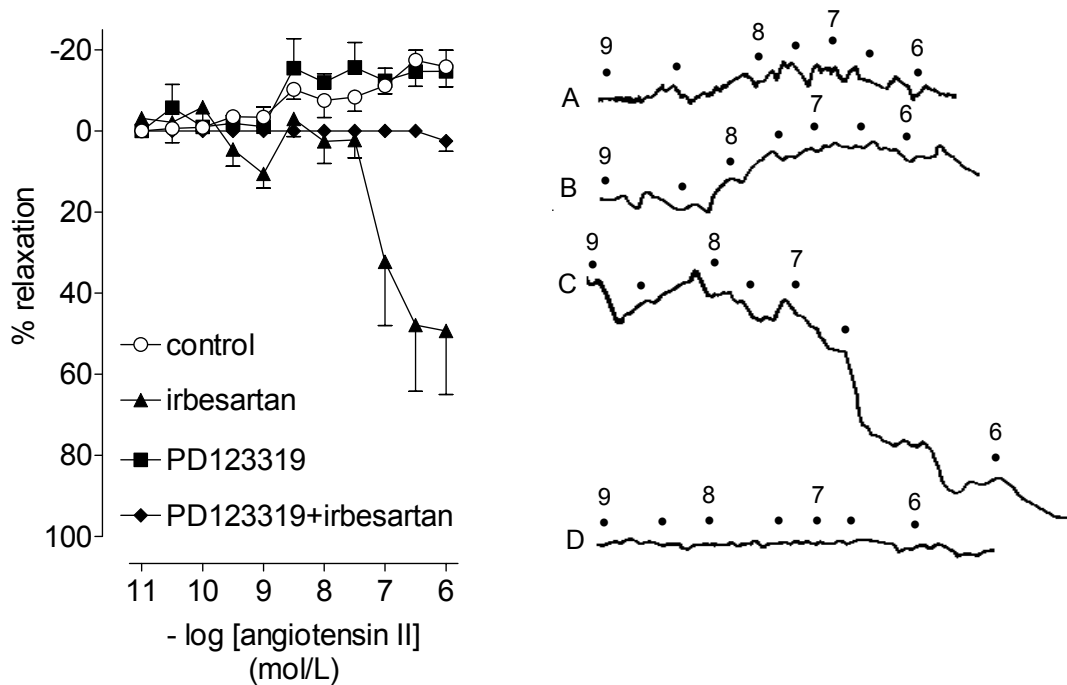 -20
0
20
40
60
80
100
% relaxation
control
irbesartan
PD123319
PD123319+irbesartan
11 10 9 8 7 6
- log [angiotensin II]
(mol/L)
9 8 7 6
A
9 8 7 6
B
9 8 7 6
C
9 8 7 6
D